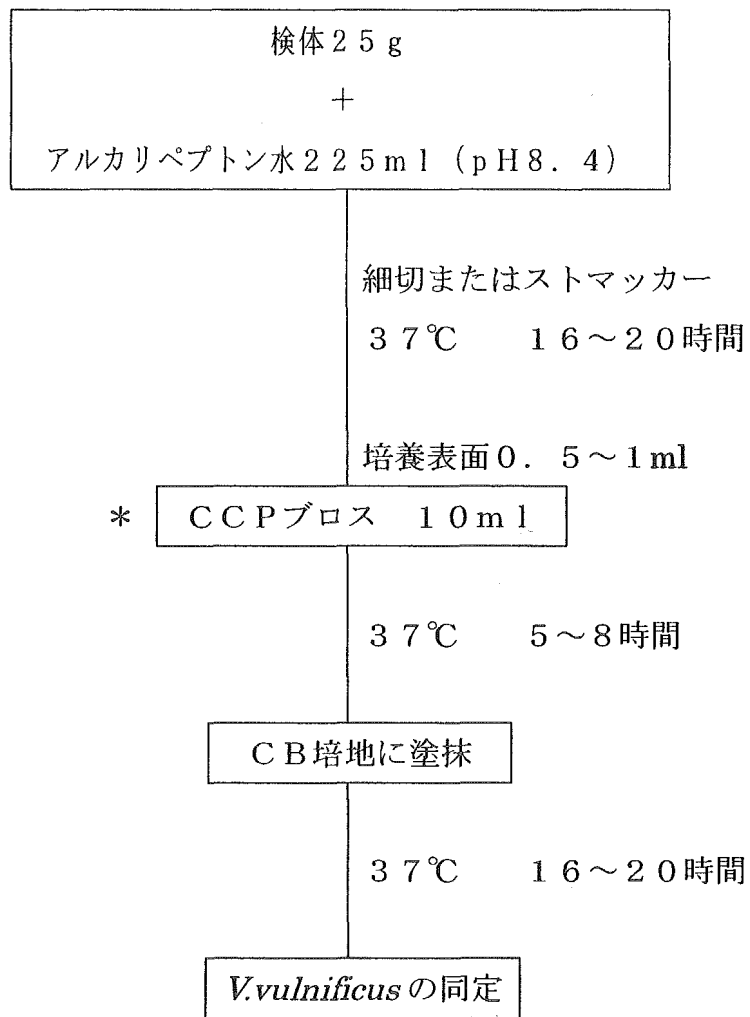 検体２５ｇ
＋
アルカリペプトン水２２５ｍｌ（ｐＨ８．４）
細切またはストマッカー
３７℃　１６～２０時間
培養表面０．５～１ml
＊　ＣＣＰブロス　１０ｍｌ
３７℃　５～８時間
ＣＢ培地に塗抹
３７℃　１６～２０時間
V.vulnificusの同定